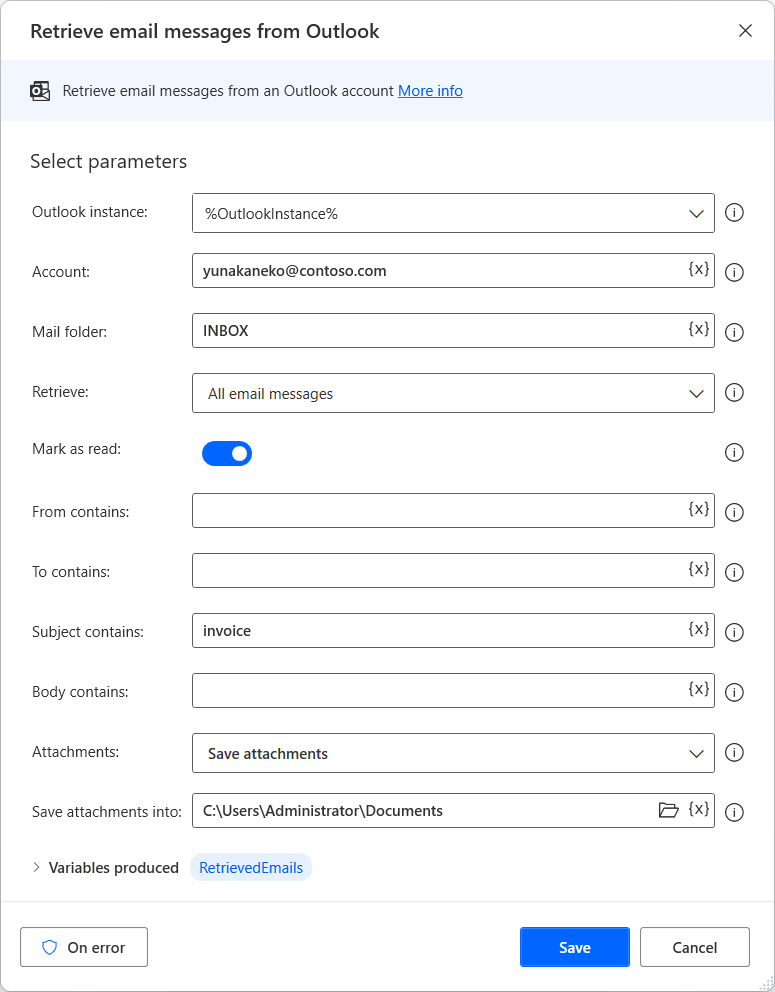 Retrieve email messages from Outlook
Retrieve email messages from an Outlook account More info
Select parameters
Outlook instance: %OutlookInstance%
Account: yunakaneko@contoso.com {x}
Mail folder: INBOX {x}
Retrieve: All email messages
Mark as read:
From contains: {x}
To contains: {x}
Subject contains: invoice {x}
Body contains: {x}
Attachments: Save attachments
Save attachments into: C:\Users\Administrator\Documents {x}
Variables produced RetrievedEmails
On error Save Cancel